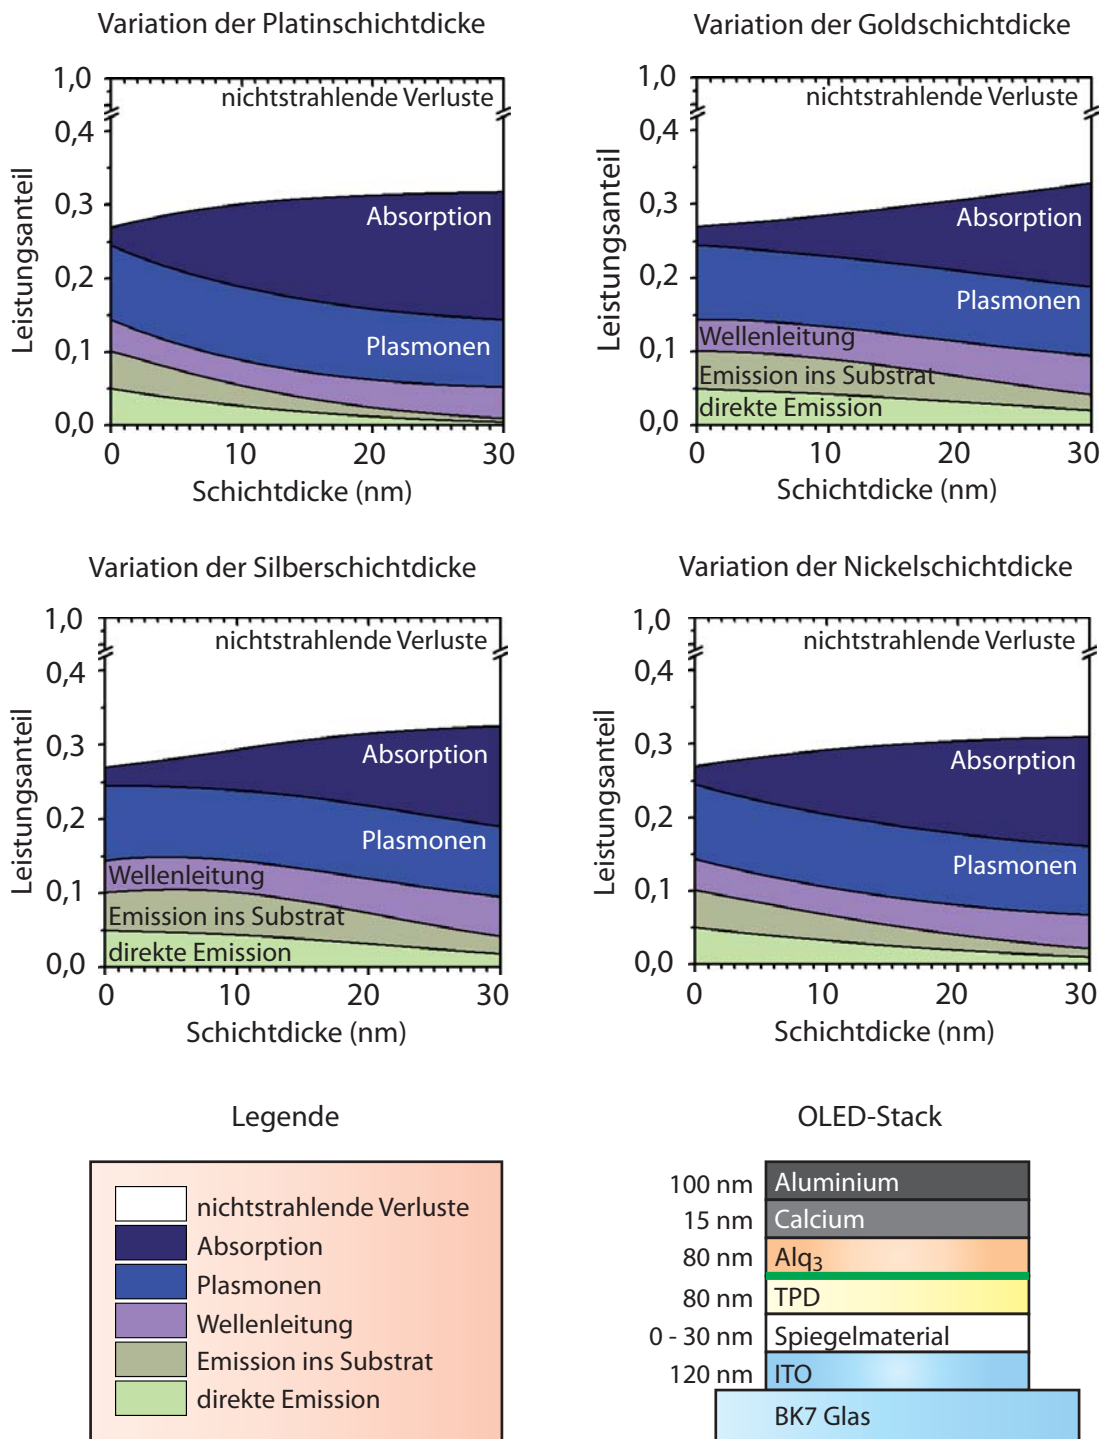 Variation der Platinschichtdicke
1,0
nichtstrahlende Verluste
0,4
0,3
Absorption
0,2
Plasmonen
0,1
0,0
Leistungsanteil
0 10 20 30
Schichtdicke (nm)
Variation der Goldschichtdicke
1,0
nichtstrahlende Verluste
0,4
0,3
Absorption
0,2
Plasmonen
Wellenleitung
0,1
Emission ins Substrat
direkte Emission
0,0
Leistungsanteil
0 10 20 30
Schichtdicke (nm)
Variation der Silberschichtdicke
1,0
nichtstrahlende Verluste
0,4
0,3
Absorption
0,2
Plasmonen
Wellenleitung
0,1
Emission ins Substrat
direkte Emission
0,0
Leistungsanteil
0 10 20 30
Schichtdicke (nm)
Variation der Nickelschichtdicke
1,0
nichtstrahlende Verluste
0,4
0,3
Absorption
0,2
Plasmonen
0,1
0,0
Leistungsanteil
0 10 20 30
Schichtdicke (nm)
Legende
nichtstrahlende Verluste
Absorption
Plasmonen
Wellenleitung
Emission ins Substrat
direkte Emission
OLED-Stack
100 nm Aluminium
15 nm Calcium
80 nm Alq₃
80 nm TPD
0 - 30 nm Spiegelmaterial
120 nm ITO
BK7 Glas